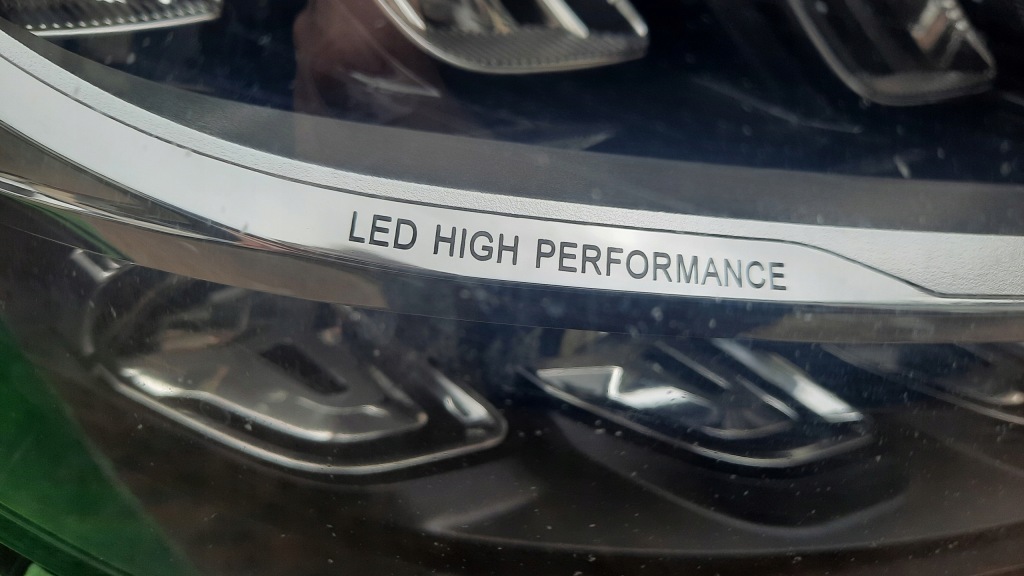 LED HIGH PERFORMANCE